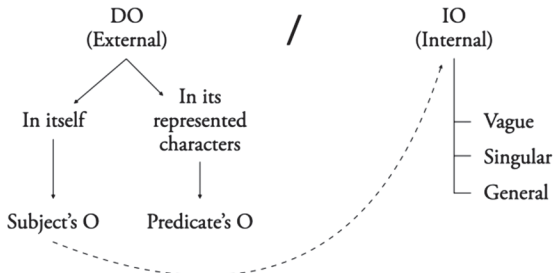 DO
(External)
/
IO
(Internal)
In itself
In its
represented
characters
Vague
Singular
General
Subject's O
Predicate's O